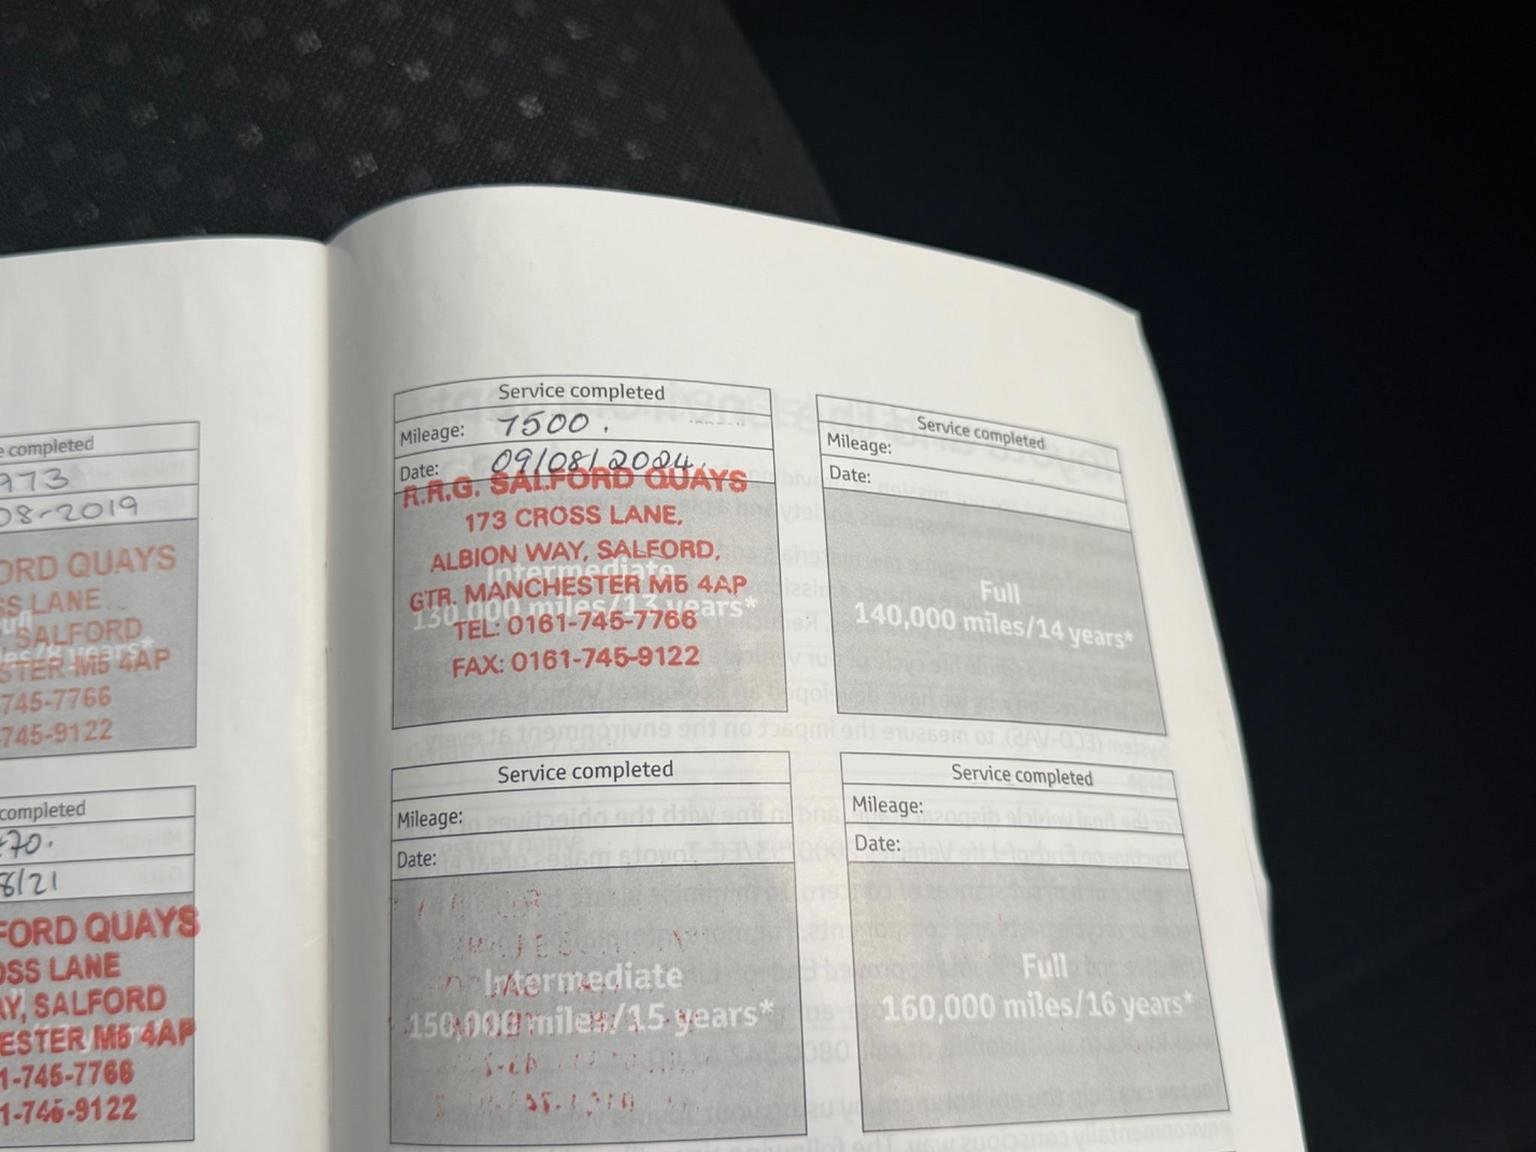 completed
973
08-2019
ORD QUAYS
SS LANE
SALFORD
STER M5 4AP
745-7766
745-9122
completed
70.
8/21
FORD QUAYS
OSS LANE
AY, SALFORD
ESTER M5 4AP
1-745-7766
1-745-9122
Service completed
Mileage: 7500.
Date: 09/08/2024.
R.R.G. SALFORD QUAYS
173 CROSS LANE,
ALBION WAY, SALFORD,
Intermediate
GTR. MANCHESTER M5 4AP
130,000 miles/13 years*
TEL: 0161-745-7766
FAX: 0161-745-9122
Service completed
Mileage:
Date:
Full
140,000 miles/14 years*
Service completed
Mileage:
Date:
Intermediate
150,000 miles/15 years*
Service completed
Mileage:
Date:
Full
160,000 miles/16 years*